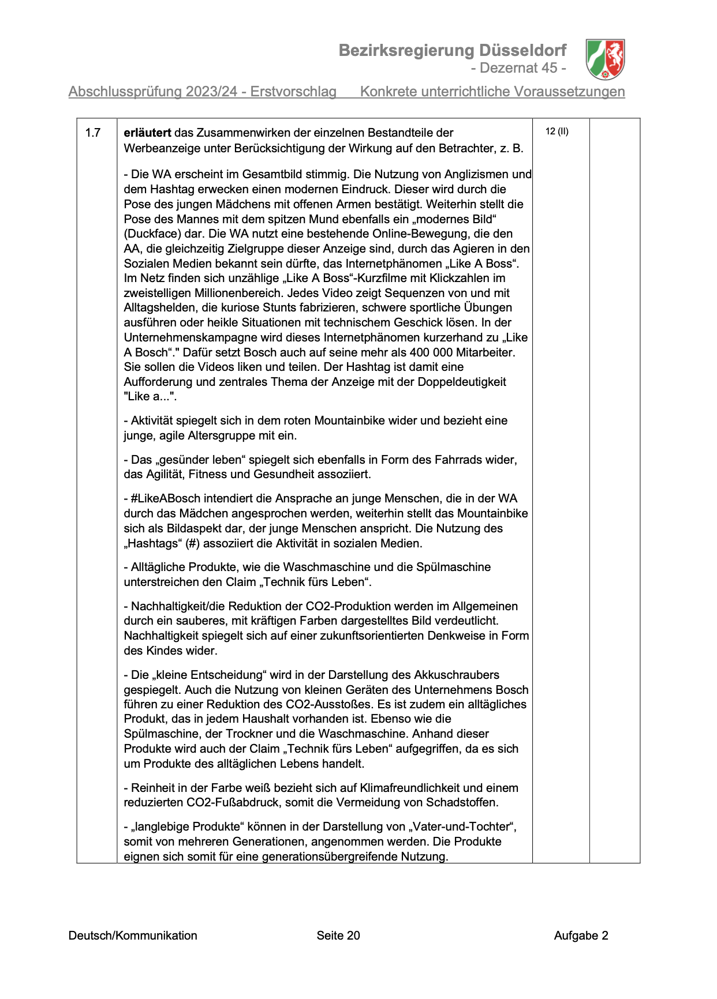 Bezirksregierung Düsseldorf
- Dezernat 45 -
Abschlussprüfung 2023/24 - Erstvorschlag Konkrete unterrichtliche Voraussetzungen
1.7 erläutert das Zusammenwirken der einzelnen Bestandteile der 12 (II)
Werbeanzeige unter Berücksichtigung der Wirkung auf den Betrachter, z. B.
- Die WA erscheint im Gesamtbild stimmig. Die Nutzung von Anglizismen und
dem Hashtag erwecken einen modernen Eindruck. Dieser wird durch die
Pose des jungen Mädchens mit offenen Armen bestätigt. Weiterhin stellt die
Pose des Mannes mit dem spitzen Mund ebenfalls ein „modernes Bild“
(Duckface) dar. Die WA nutzt eine bestehende Online-Bewegung, die den
AA, die gleichzeitig Zielgruppe dieser Anzeige sind, durch das Agieren in den
Sozialen Medien bekannt sein dürfte, das Internetphänomen „Like A Boss“.
Im Netz finden sich unzählige „Like A Boss“-Kurzfilme mit Klickzahlen im
zweistelligen Millionenbereich. Jedes Video zeigt Sequenzen von und mit
Alltagshelden, die kuriose Stunts fabrizieren, schwere sportliche Übungen
ausführen oder heikle Situationen mit technischem Geschick lösen. In der
Unternehmenskampagne wird dieses Internetphänomen kurzerhand zu „Like
A Bosch“." Dafür setzt Bosch auch auf seine mehr als 400 000 Mitarbeiter.
Sie sollen die Videos liken und teilen. Der Hashtag ist damit eine
Aufforderung und zentrales Thema der Anzeige mit der Doppeldeutigkeit
"Like a...".
- Aktivität spiegelt sich in dem roten Mountainbike wider und bezieht eine
junge, agile Altersgruppe mit ein.
- Das „gesünder leben“ spiegelt sich ebenfalls in Form des Fahrrads wider,
das Agilität, Fitness und Gesundheit assoziiert.
- #LikeABosch intendiert die Ansprache an junge Menschen, die in der WA
durch das Mädchen angesprochen werden, weiterhin stellt das Mountainbike
sich als Bildaspekt dar, der junge Menschen anspricht. Die Nutzung des
„Hashtags“ (#) assoziiert die Aktivität in sozialen Medien.
- Alltägliche Produkte, wie die Waschmaschine und die Spülmaschine
unterstreichen den Claim „Technik fürs Leben“.
- Nachhaltigkeit/die Reduktion der CO2-Produktion werden im Allgemeinen
durch ein sauberes, mit kräftigen Farben dargestelltes Bild verdeutlicht.
Nachhaltigkeit spiegelt sich auf einer zukunftsorientierten Denkweise in Form
des Kindes wider.
- Die „kleine Entscheidung“ wird in der Darstellung des Akkuschraubers
gespiegelt. Auch die Nutzung von kleinen Geräten des Unternehmens Bosch
führen zu einer Reduktion des CO2-Ausstoßes. Es ist zudem ein alltägliches
Produkt, das in jedem Haushalt vorhanden ist. Ebenso wie die
Spülmaschine, der Trockner und die Waschmaschine. Anhand dieser
Produkte wird auch der Claim „Technik fürs Leben“ aufgegriffen, da es sich
um Produkte des alltäglichen Lebens handelt.
- Reinheit in der Farbe weiß bezieht sich auf Klimafreundlichkeit und einem
reduzierten CO2-Fußabdruck, somit die Vermeidung von Schadstoffen.
- „langlebige Produkte“ können in der Darstellung von „Vater-und-Tochter“,
somit von mehreren Generationen, angenommen werden. Die Produkte
eignen sich somit für eine generationsübergreifende Nutzung.
Deutsch/Kommunikation Seite 20 Aufgabe 2